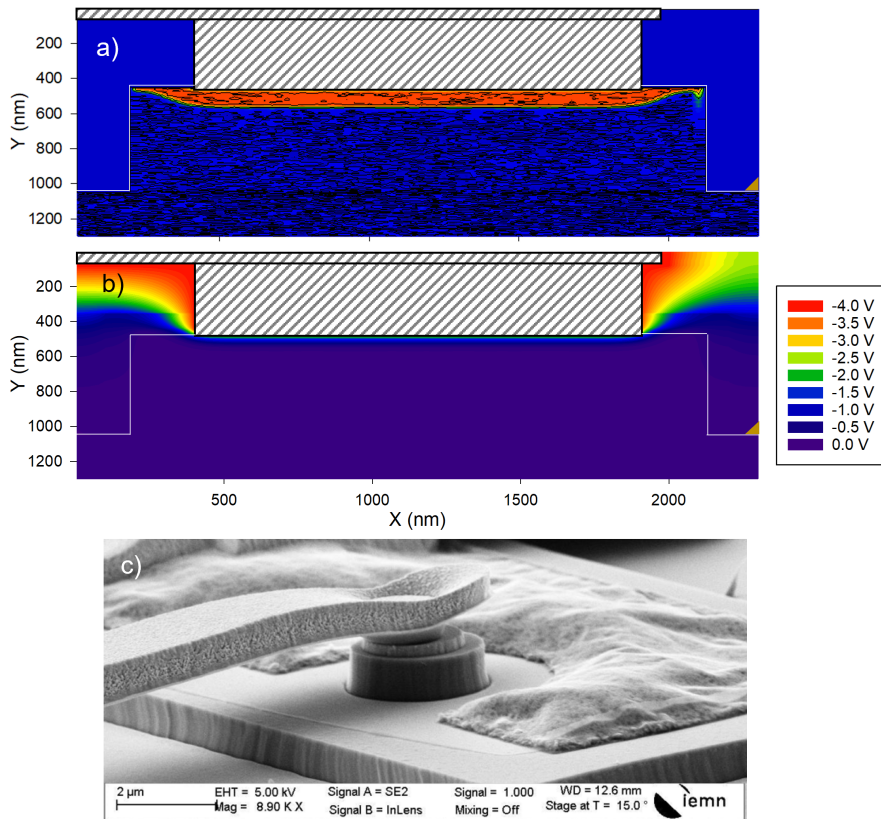 a)
200
400
600
800
1000
1200
Y (nm)
b)
200
400
600
800
1000
1200
Y (nm)
500
1000
1500
2000
X (nm)
-4.0 V
-3.5 V
-3.0 V
-2.5 V
-2.0 V
-1.5 V
-1.0 V
-0.5 V
0.0 V
c)
2 µm
EHT = 5.00 kV
Signal A = SE2
Signal = 1.000
WD = 12.6 mm
Mag = 8.90 K X
Signal B = InLens
Mixing = Off
Stage at T = 15.0 °
iemn